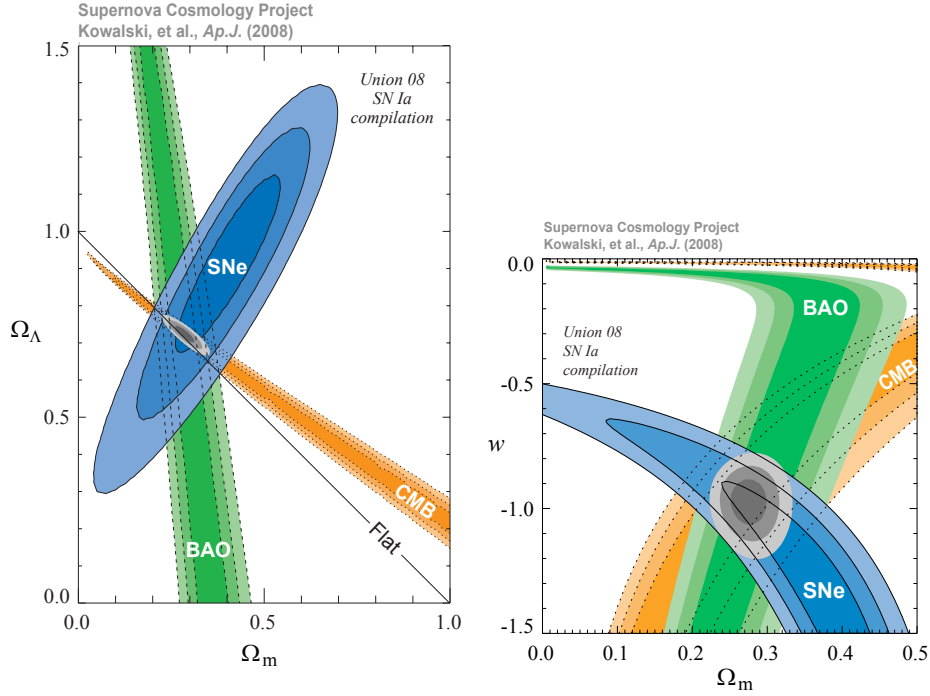 Supernova Cosmology Project
Kowalski, et al., Ap.J. (2008)
1.5
Union 08
SN Ia
compilation
1.0
SNe
Ω_Λ
0.5
CMB
Flat
BAO
0.0
0.0 0.5 1.0
Ω_m
Supernova Cosmology Project
Kowalski, et al., Ap.J. (2008)
0.0
BAO
Union 08
SN Ia
compilation
CMB
-0.5
w
-1.0
SNe
-1.5
0.0 0.1 0.2 0.3 0.4 0.5
Ω_m